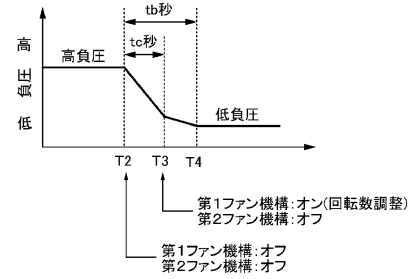 tb秒
tc秒
高
負圧
低
高負圧
低負圧
T2
T3
T4
第1ファン機構:オン(回転数調整)
第2ファン機構:オフ
第1ファン機構:オフ
第2ファン機構:オフ